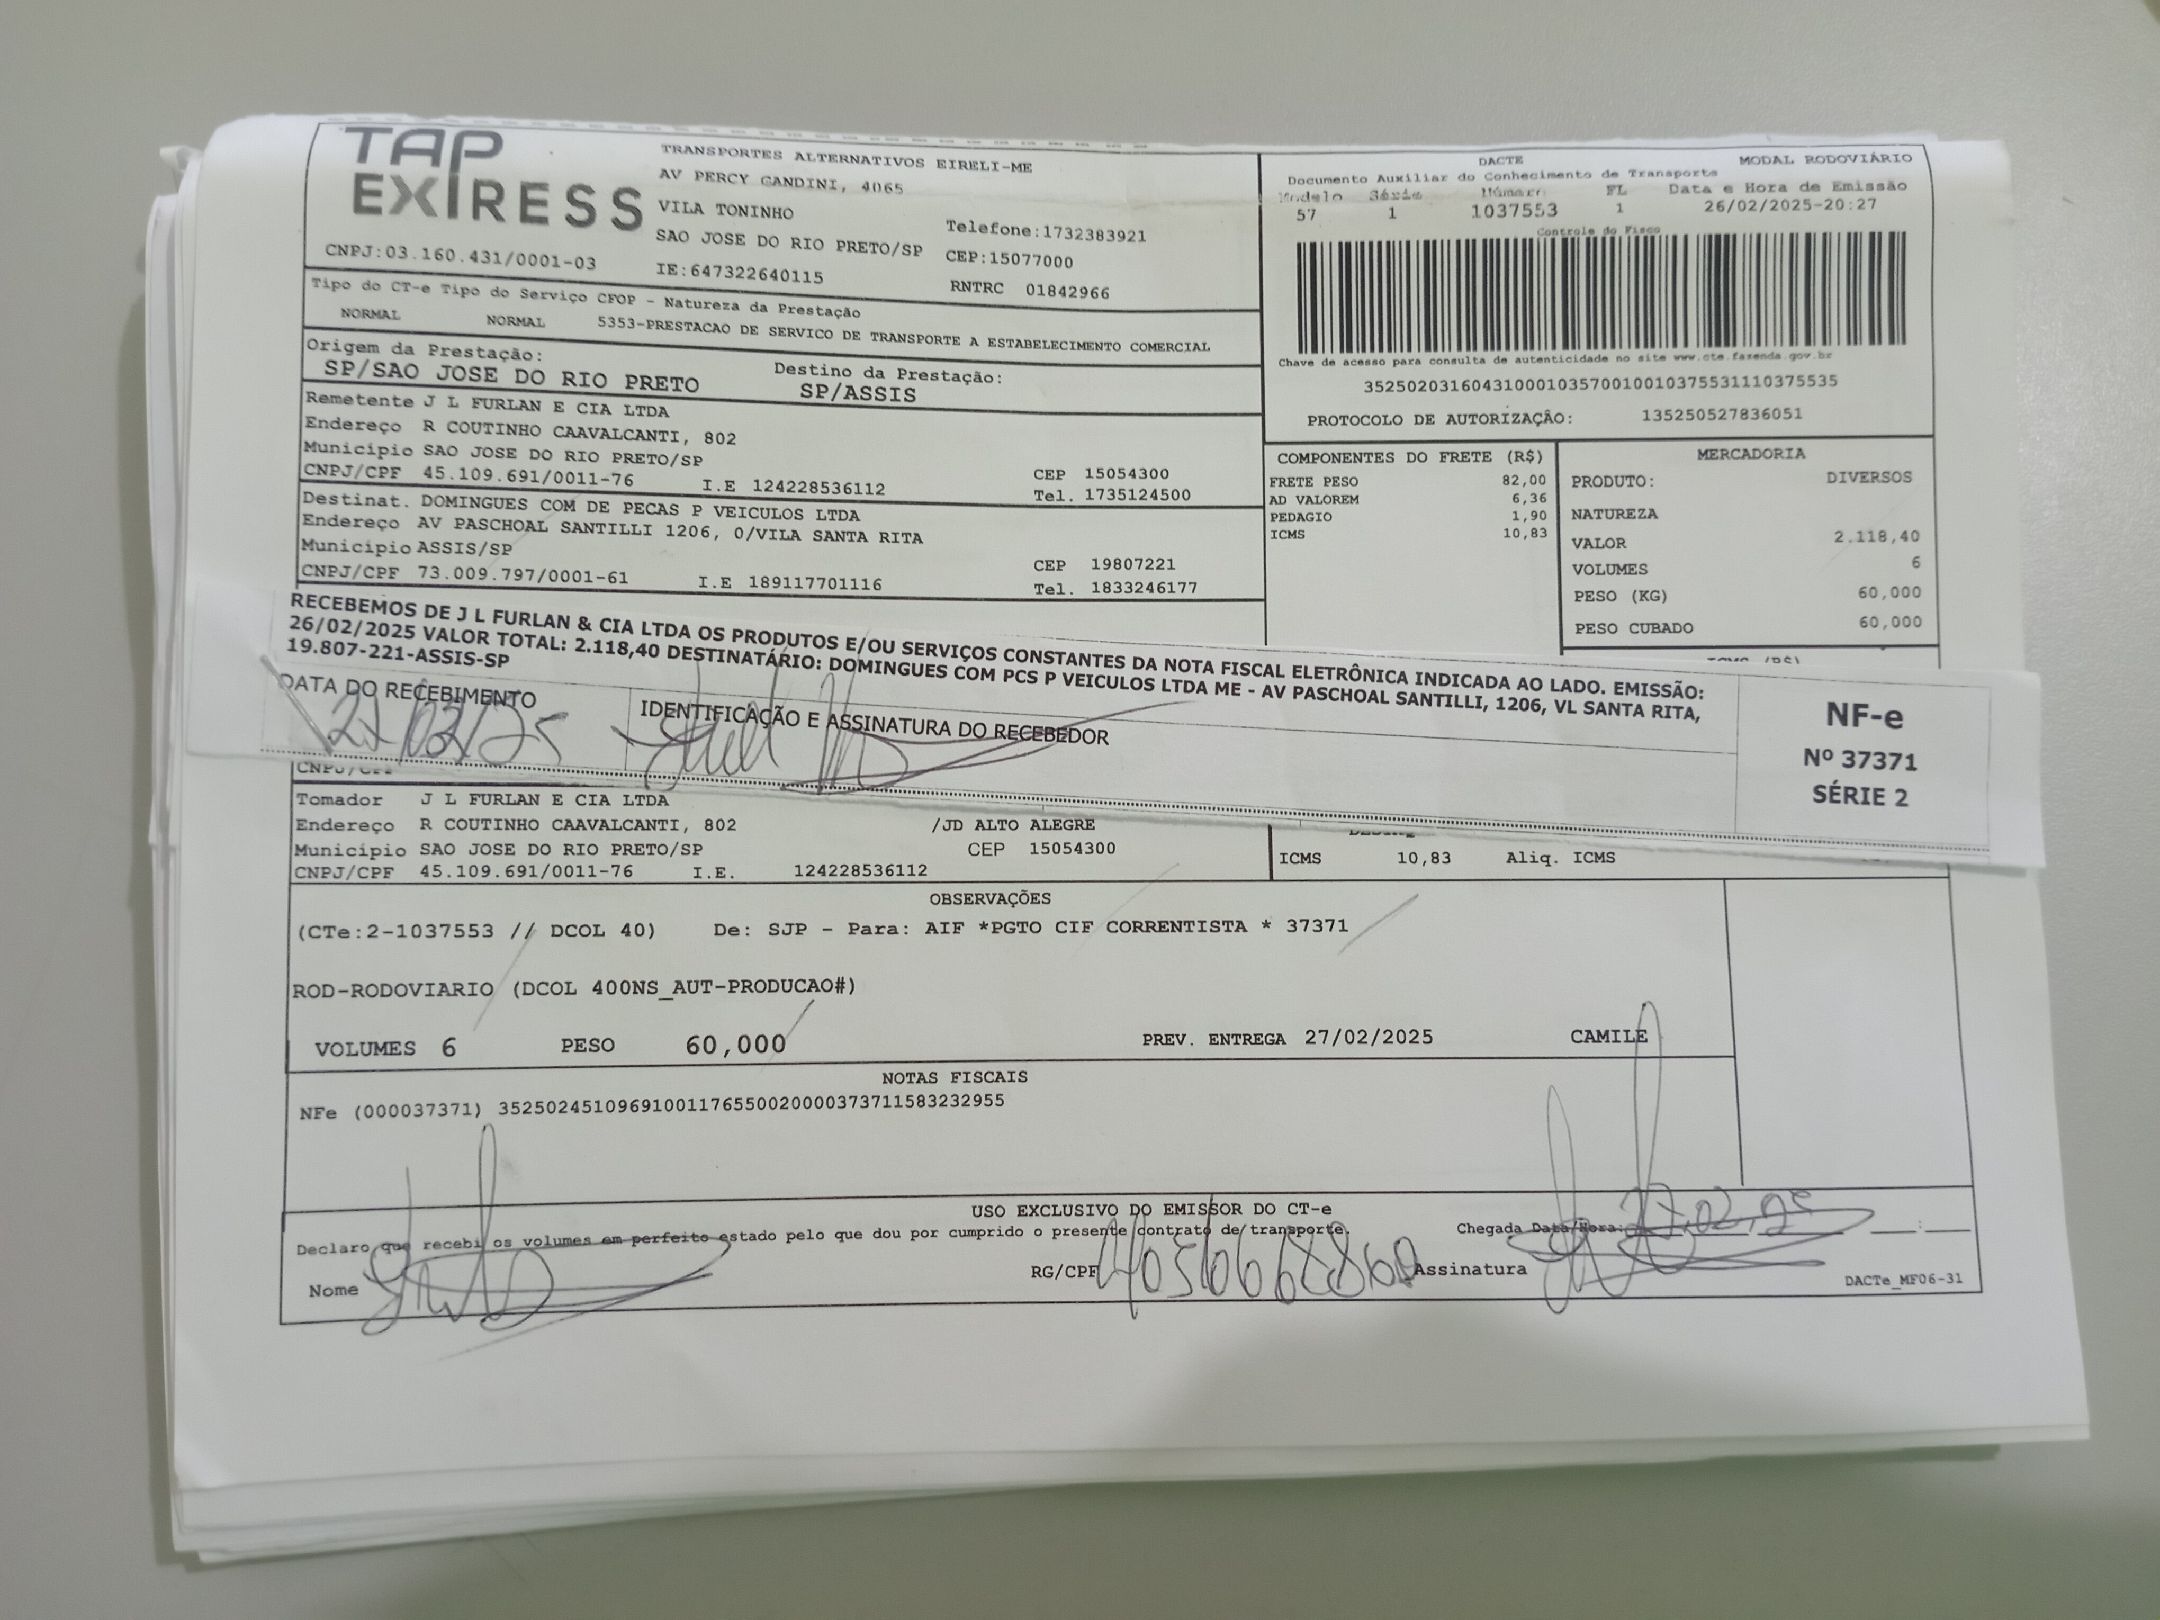 TAP
EXPRESS
TRANSPORTES ALTERNATIVOS EIRELI-ME
AV PERCY GANDINI, 4065
VILA TONINHO
SAO JOSE DO RIO PRETO/SP
Telefone:1732383921
CEP:15077000
CNPJ:03.160.431/0001-03
IE:647322640115
RNTRC 01842966
DACTE MODAL RODOVIÁRIO
Documento Auxiliar do Conhecimento de Transporte
Modelo Série Número FL Data e Hora de Emissão
57 1 1037553 1 26/02/2025-20:27
Controle do Fisco
Chave de acesso para consulta de autenticidade no site www.cte.fazenda.gov.br
35250203160431000103570010010375531110375535
PROTOCOLO DE AUTORIZAÇÃO: 135250527836051
Tipo do CT-e Tipo do Serviço CFOP - Natureza da Prestação
NORMAL NORMAL 5353-PRESTACAO DE SERVICO DE TRANSPORTE A ESTABELECIMENTO COMERCIAL
Origem da Prestação: Destino da Prestação:
SP/SAO JOSE DO RIO PRETO SP/ASSIS
Remetente J L FURLAN E CIA LTDA
Endereço R COUTINHO CAAVALCANTI, 802
Município SAO JOSE DO RIO PRETO/SP CEP 15054300
CNPJ/CPF 45.109.691/0011-76 I.E 124228536112 Tel. 1735124500
Destinat. DOMINGUES COM DE PECAS P VEICULOS LTDA
Endereço AV PASCHOAL SANTILLI 1206, 0/VILA SANTA RITA
Município ASSIS/SP CEP 19807221
CNPJ/CPF 73.009.797/0001-61 I.E 189117701116 Tel. 1833246177
COMPONENTES DO FRETE (R$)
FRETE PESO 82,00
AD VALOREM 6,36
PEDAGIO 1,90
ICMS 10,83
MERCADORIA
PRODUTO: DIVERSOS
NATUREZA
VALOR 2.118,40
VOLUMES 6
PESO (KG) 60,000
PESO CUBADO 60,000
RECEBEMOS DE J L FURLAN & CIA LTDA OS PRODUTOS E/OU SERVIÇOS CONSTANTES DA NOTA FISCAL ELETRÔNICA INDICADA AO LADO. EMISSÃO:
26/02/2025 VALOR TOTAL: 2.118,40 DESTINATÁRIO: DOMINGUES COM PCS P VEICULOS LTDA ME - AV PASCHOAL SANTILLI, 1206, VL SANTA RITA,
19.807-221-ASSIS-SP
DATA DO RECEBIMENTO
27/02/25
IDENTIFICAÇÃO E ASSINATURA DO RECEBEDOR
NF-e
Nº 37371
SÉRIE 2
CNPJ/CPF
Tomador J L FURLAN E CIA LTDA
Endereço R COUTINHO CAAVALCANTI, 802 /JD ALTO ALEGRE
Município SAO JOSE DO RIO PRETO/SP CEP 15054300
CNPJ/CPF 45.109.691/0011-76 I.E. 124228536112
ICMS 10,83 Aliq. ICMS
OBSERVAÇÕES
(CTe:2-1037553 // DCOL 40) De: SJP - Para: AIF *PGTO CIF CORRENTISTA * 37371
ROD-RODOVIARIO (DCOL 400NS_AUT-PRODUCAO#)
VOLUMES 6 PESO 60,000 PREV. ENTREGA 27/02/2025 CAMILE
NOTAS FISCAIS
NFe (000037371) 35250245109691001176550020000373711583232955
USO EXCLUSIVO DO EMISSOR DO CT-e
Declaro que recebi os volumes em perfeito estado pelo que dou por cumprido o presente contrato de transporte. Chegada Data/Hora: 27,02,25 __:__
Nome RG/CPF Assinatura
DACTe_MF06-31